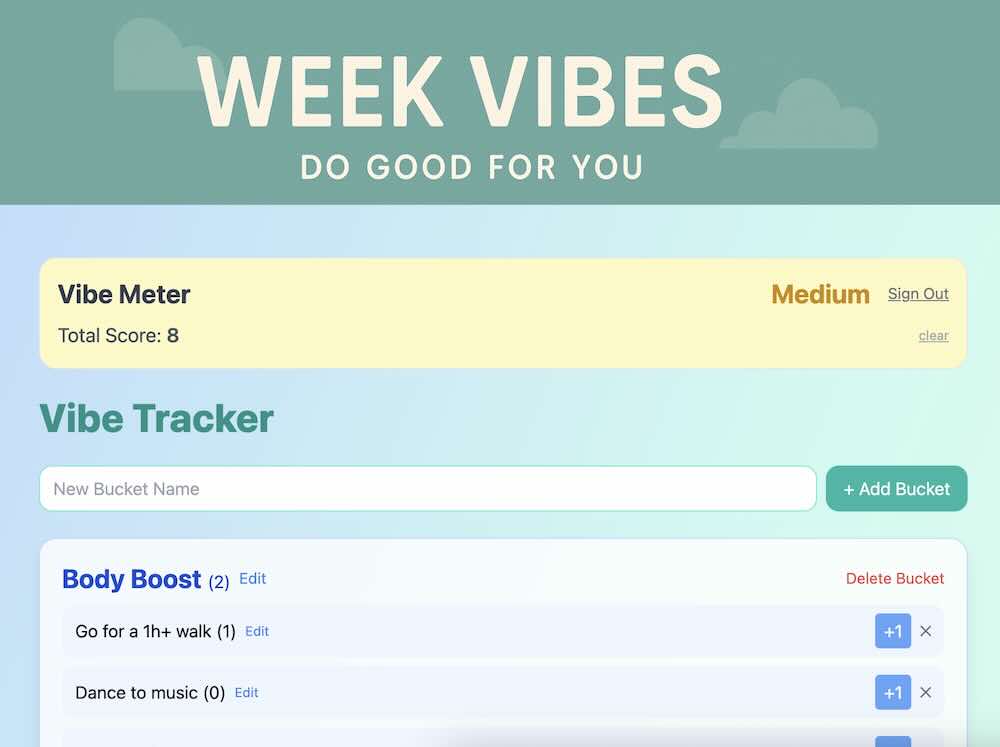 WEEK VIBES
DO GOOD FOR YOU
Vibe Meter
Medium Sign Out
Total Score: 8
clear
Vibe Tracker
New Bucket Name
+ Add Bucket
Body Boost (2) Edit
Delete Bucket
Go for a 1h+ walk (1) Edit
+1 ×
Dance to music (0) Edit
+1 ×